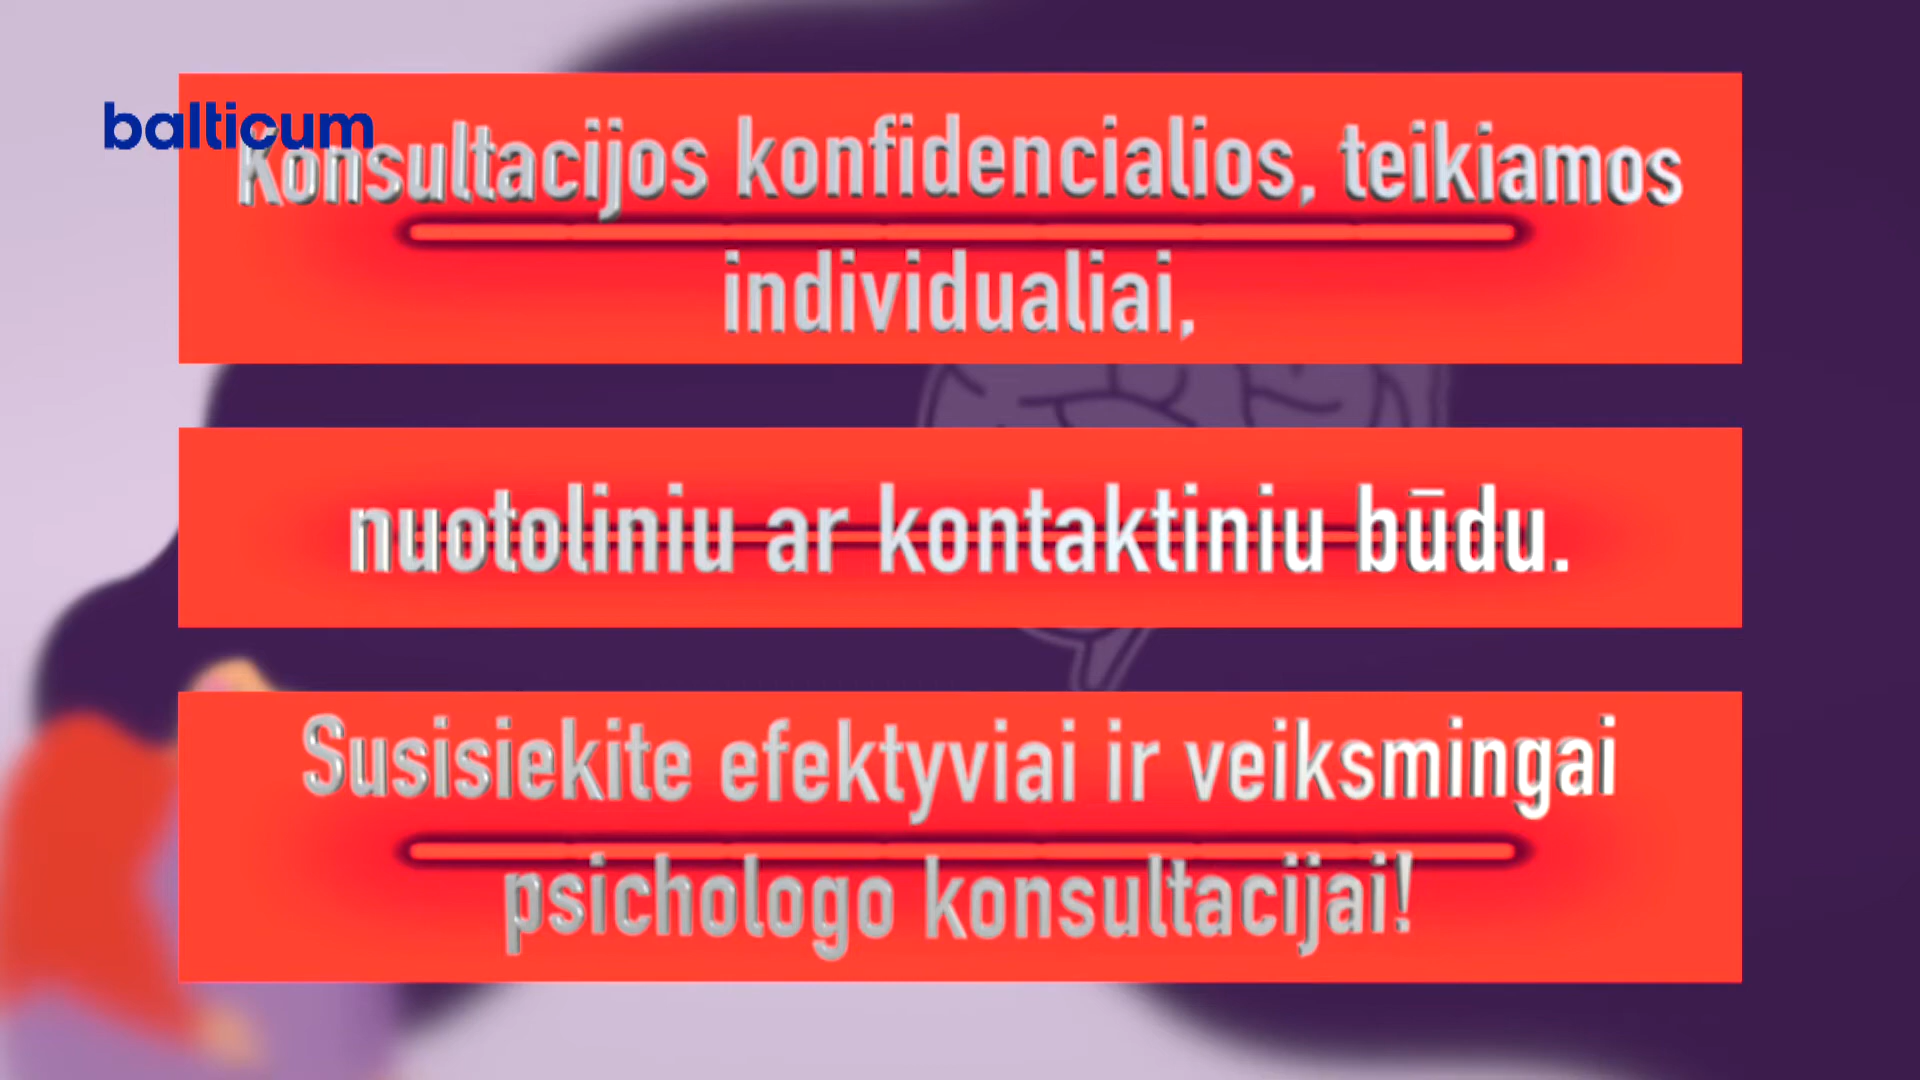 balticum
Konsultacijos konfidencialios, teikiamos
individualiai,
nuotoliniu ar kontaktiniu būdu.
Susisiekite efektyviai ir veiksmingai
psichologo konsultacijai!